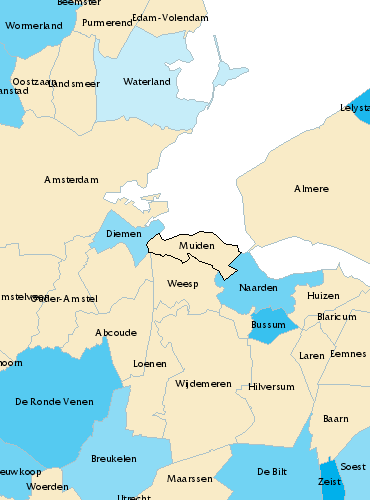 Beemster
Edam-Volendam
Wormerland
Purmerend
Oostzaan
Landsmeer
Waterland
anstad
Lelysta
Amsterdam
Almere
Diemen
Muiden
Weesp
Naarden
Huizen
mstelveen
Ouder-Amstel
Blaricum
Bussum
Abcoude
Laren
Eemnes
hoorn
Loenen
Wijdemeren
Hilversum
De Ronde Venen
Baarn
Breukelen
euwkoop
De Bilt
Soest
Maarssen
Zeist
Woerden
Utrecht